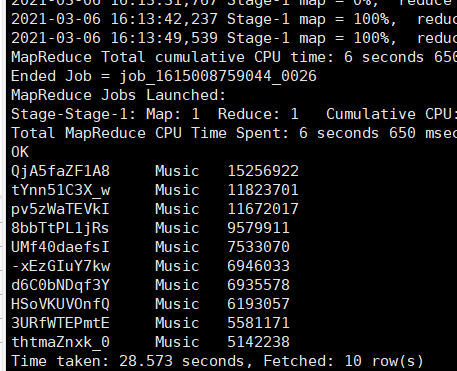 2021-03-06 16:13:31,767 Stage-1 map = 0%,  reduce
2021-03-06 16:13:42,237 Stage-1 map = 100%,  reduc
2021-03-06 16:13:49,539 Stage-1 map = 100%,  reduc
MapReduce Total cumulative CPU time: 6 seconds 650
Ended Job = job_1615008759044_0026
MapReduce Jobs Launched:
Stage-Stage-1: Map: 1  Reduce: 1   Cumulative CPU:
Total MapReduce CPU Time Spent: 6 seconds 650 msec
OK
QjA5faZF1A8	Music	15256922
tYnn51C3X_w	Music	11823701
pv5zWaTEVkI	Music	11672017
8bbTtPL1jRs	Music	9579911
UMf40daefsI	Music	7533070
-xEzGIuY7kw	Music	6946033
d6C0bNDqf3Y	Music	6935578
HSoVKUVOnfQ	Music	6193057
3URfWTEPmtE	Music	5581171
thtmaZnxk_0	Music	5142238
Time taken: 28.573 seconds, Fetched: 10 row(s)